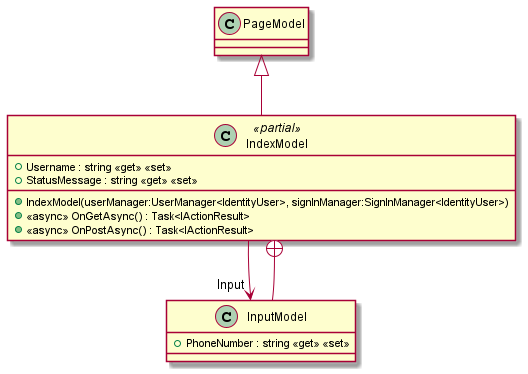 C PageModel
«partial»
C IndexModel
Username : string «get» «set»
StatusMessage : string «get» «set»
IndexModel(userManager:UserManager<IdentityUser>, signInManager:SignInManager<IdentityUser>)
«async» OnGetAsync() : Task<IActionResult>
«async» OnPostAsync() : Task<IActionResult>
Input
C InputModel
PhoneNumber : string «get» «set»